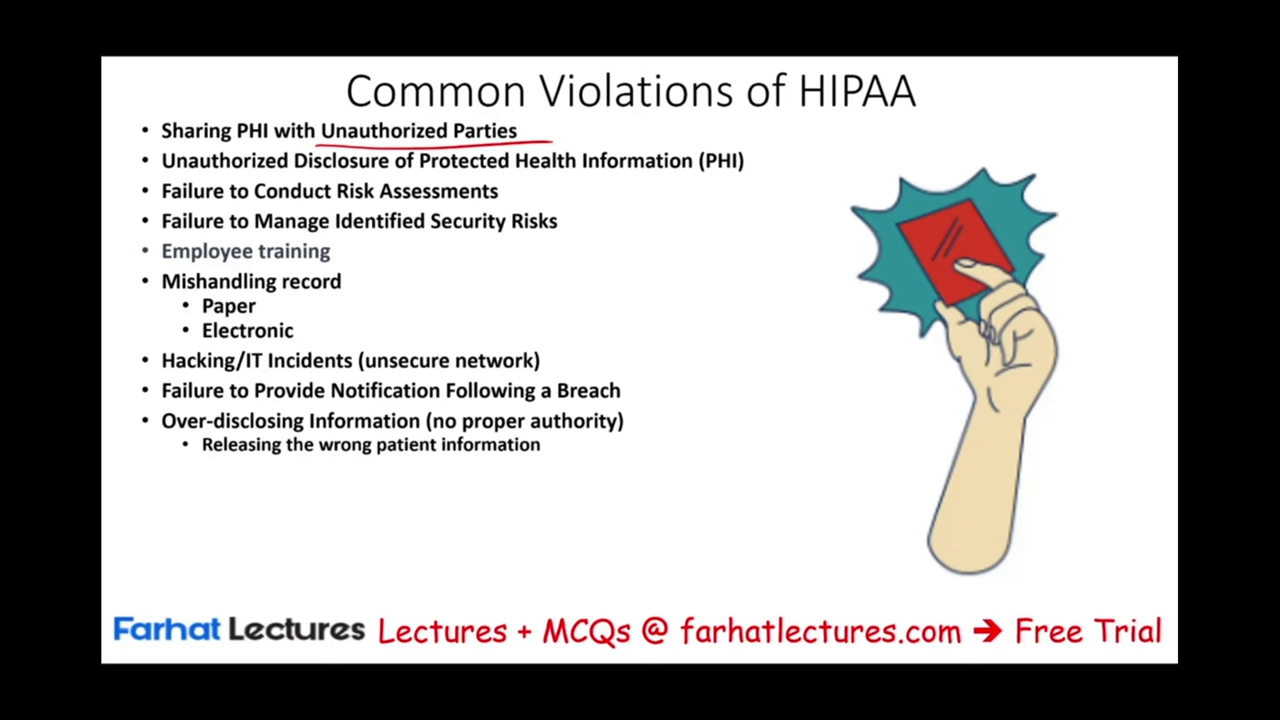 Common Violations of HIPAA
• Sharing PHI with Unauthorized Parties
• Unauthorized Disclosure of Protected Health Information (PHI)
• Failure to Conduct Risk Assessments
• Failure to Manage Identified Security Risks
• Employee training
• Mishandling record
• Paper
• Electronic
• Hacking/IT Incidents (unsecure network)
• Failure to Provide Notification Following a Breach
• Over-disclosing Information (no proper authority)
• Releasing the wrong patient information
Farhat Lectures Lectures + MCQs @ farhatlectures.com ➔ Free Trial